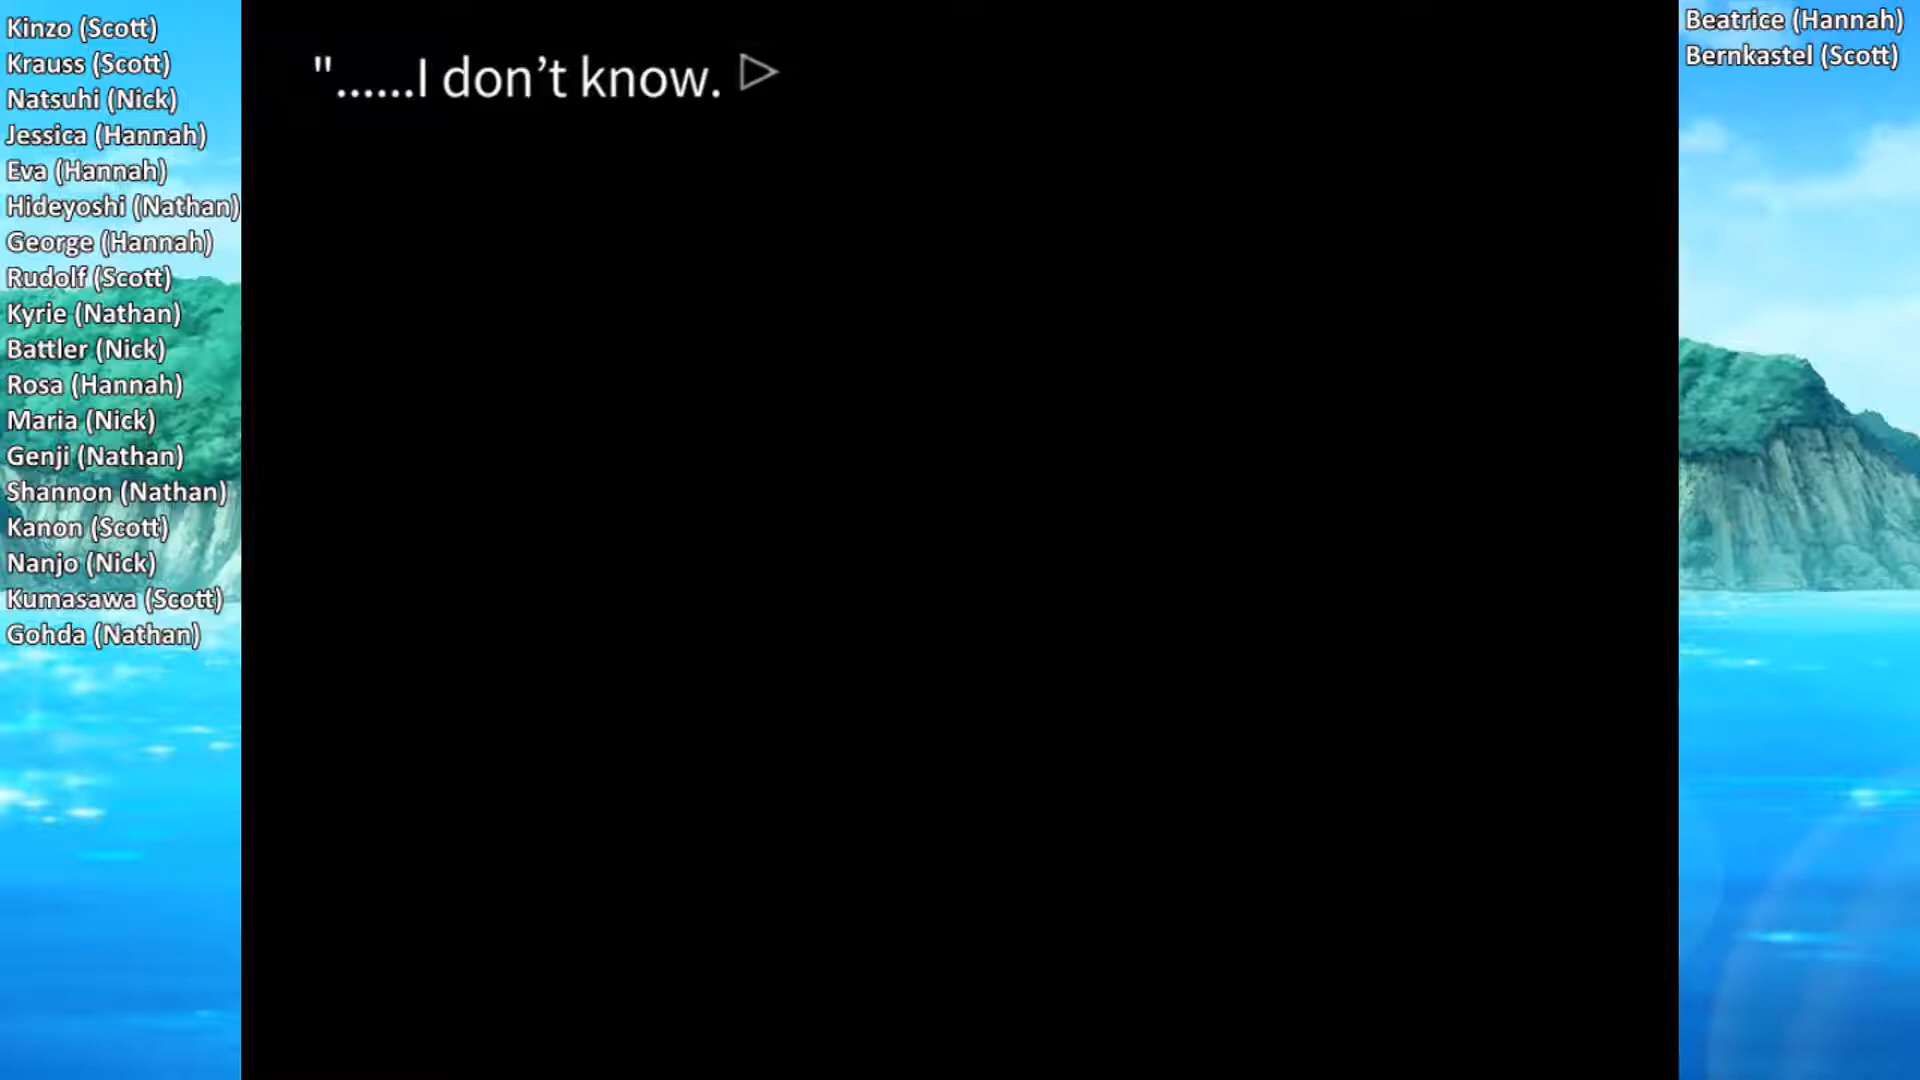 Kinzo (Scott)
Krauss (Scott)
Natsuhi (Nick)
Jessica (Hannah)
Eva (Hannah)
Hideyoshi (Nathan)
George (Hannah)
Rudolf (Scott)
Kyrie (Nathan)
Battler (Nick)
Rosa (Hannah)
Maria (Nick)
Genji (Nathan)
Shannon (Nathan)
Kanon (Scott)
Nanjo (Nick)
Kumasawa (Scott)
Gohda (Nathan)
"......I don’t know.
Beatrice (Hannah)
Bernkastel (Scott)